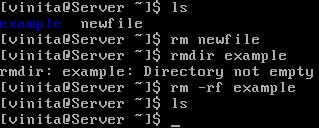 [vinita@Server ~]$ ls
example  newfile
[vinita@Server ~]$ rm newfile
[vinita@Server ~]$ rmdir example
rmdir: example: Directory not empty
[vinita@Server ~]$ rm -rf example
[vinita@Server ~]$ ls
[vinita@Server ~]$ _